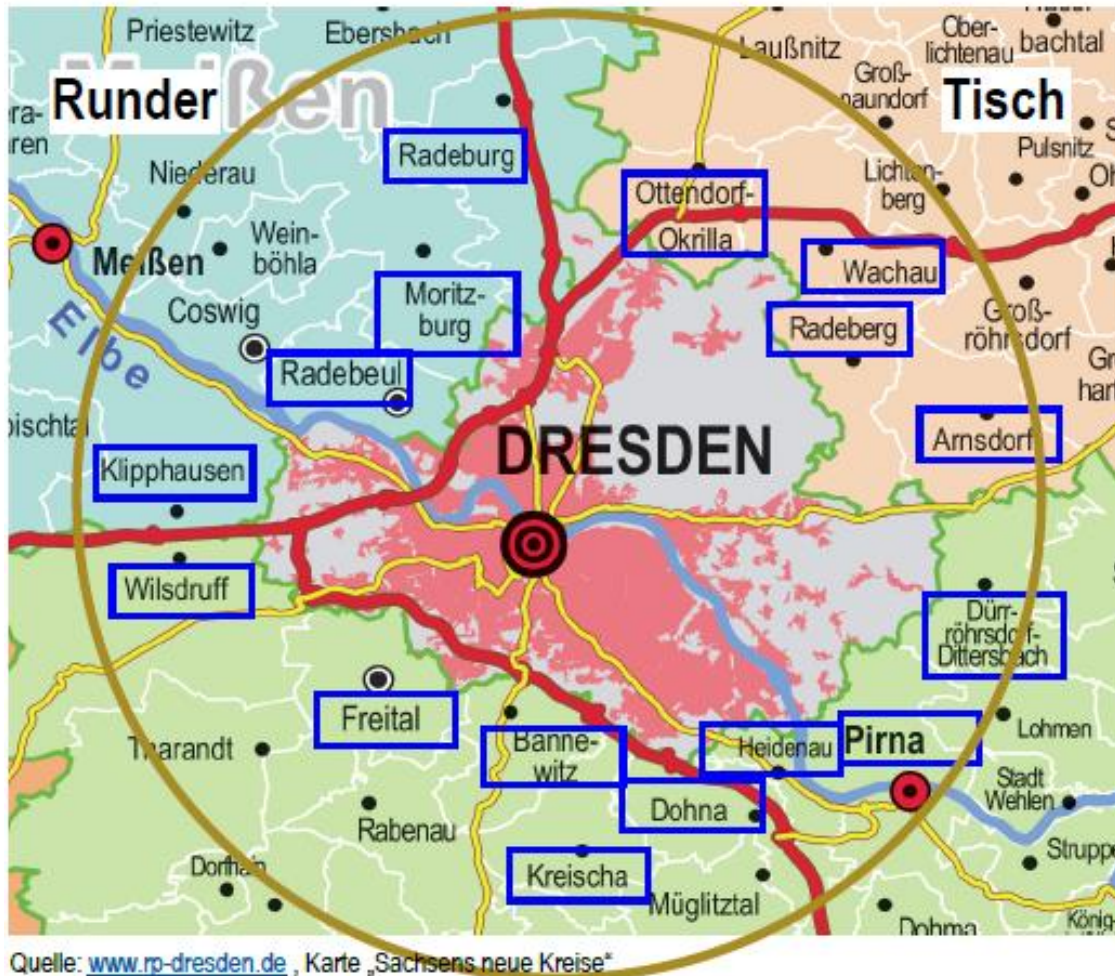 Priestewitz
Ebersbach
Laußnitz
Ober-
lichtenau
bachtal
Groß-
naundorf
Runder
ißen
Tisch
Radeburg
Niederau
Pulsnitz
Lichten-
berg
Ottendorf-
Okrilla
Wein-
böhla
Meißen
Wachau
Coswig
Moritz-
burg
Radeberg
Groß-
röhrsdorf
Elbe
Radebeul
DRESDEN
Arnsdorf
Klipphausen
Wilsdruff
Dürr-
röhrsdorf-
Dittersbach
Freital
Lohmen
Tharandt
Banne-
witz
Heidenau
Pirna
Stadt
Wehlen
Rabenau
Dohna
Struppe
Dorfhain
Kreischa
Müglitztal
Dohma
König-
Quelle: www.rp-dresden.de , Karte „Sachsens neue Kreise“